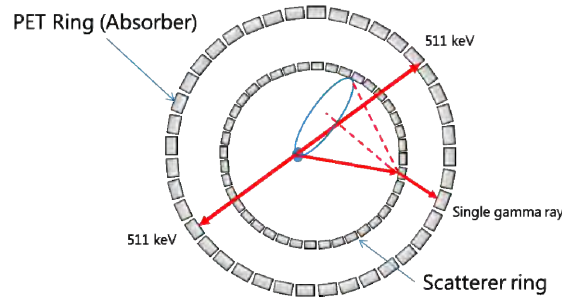 PET Ring (Absorber)
511 keV
Single gamma ray
511 keV
Scatterer ring